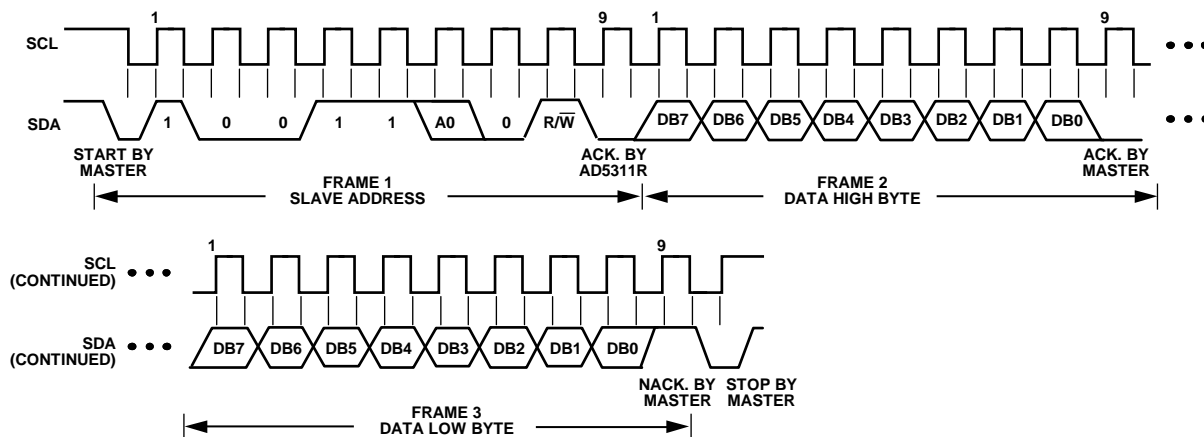 1 9 1 9
SCL
SDA 1 0 0 1 1 A0 0 R/W̅ DB7 DB6 DB5 DB4 DB3 DB2 DB1 DB0
START BY
MASTER
ACK. BY
AD5311R
ACK. BY
MASTER
FRAME 1
SLAVE ADDRESS
FRAME 2
DATA HIGH BYTE
1 9
SCL
(CONTINUED)
SDA
(CONTINUED)
DB7 DB6 DB5 DB4 DB3 DB2 DB1 DB0
NACK. BY
MASTER
STOP BY
MASTER
FRAME 3
DATA LOW BYTE